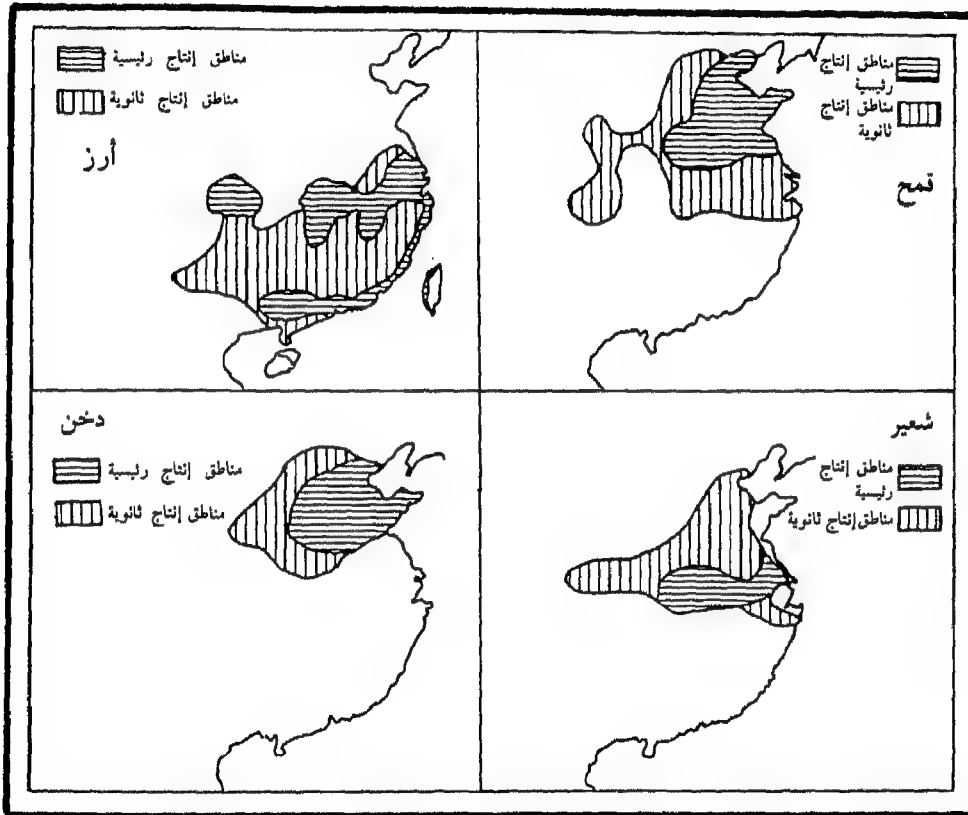 مناطق إنتاج رئيسية
مناطق إنتاج ثانوية
أرز
مناطق إنتاج
رئيسية
مناطق إنتاج
ثانوية
قمح
دخن
مناطق إنتاج رئيسية
مناطق إنتاج ثانوية
شعير
مناطق إنتاج
رئيسية
مناطق إنتاج ثانوية